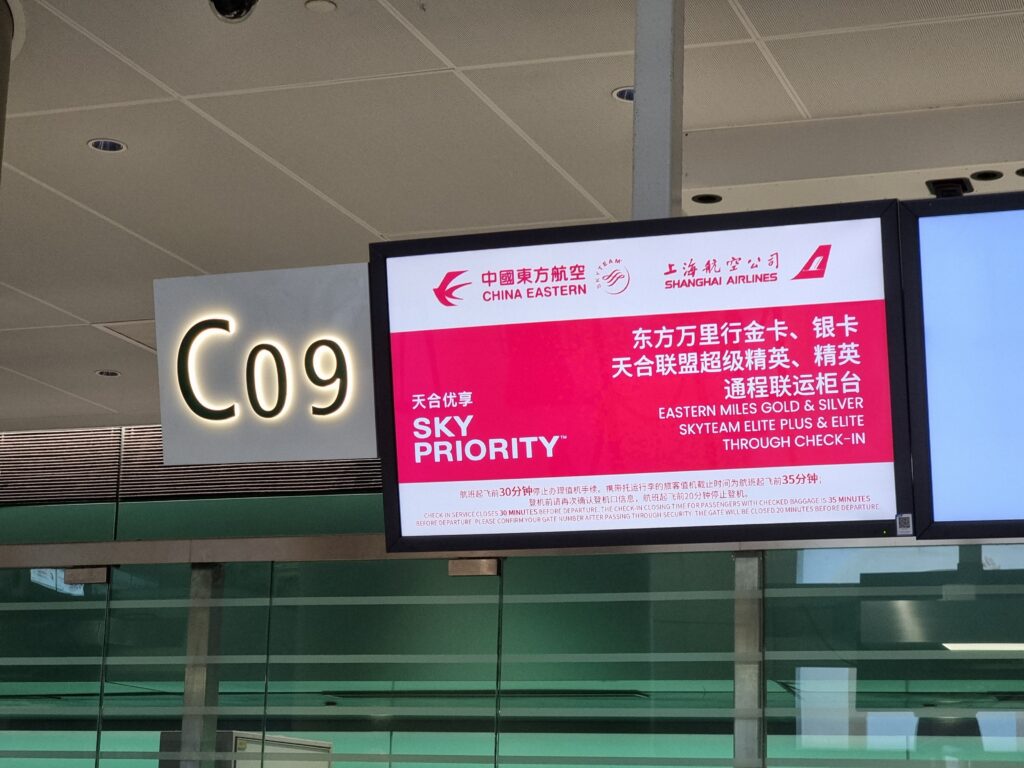 C09
中國東方航空
CHINA EASTERN
SKYTEAM
上海航空公司
SHANGHAI AIRLINES
东方万里行金卡、银卡
天合联盟超级精英、精英
通程联运柜台
EASTERN MILES GOLD & SILVER
SKYTEAM ELITE PLUS & ELITE
THROUGH CHECK-IN
天合优享
SKY
PRIORITY™
航班起飞前30分钟停止办理值机手续，携带托运行李的旅客值机截止时间为航班起飞前35分钟；
登机前请再次确认登机口信息，航班起飞前20分钟停止登机。
CHECK-IN SERVICE CLOSES 30 MINUTES BEFORE DEPARTURE. THE CHECK-IN CLOSING TIME FOR PASSENGERS WITH CHECKED BAGGAGE IS 35 MINUTES
BEFORE DEPARTURE. PLEASE CONFIRM YOUR GATE NUMBER AFTER PASSING THROUGH SECURITY. THE GATE WILL BE CLOSED 20 MINUTES BEFORE DEPARTURE.